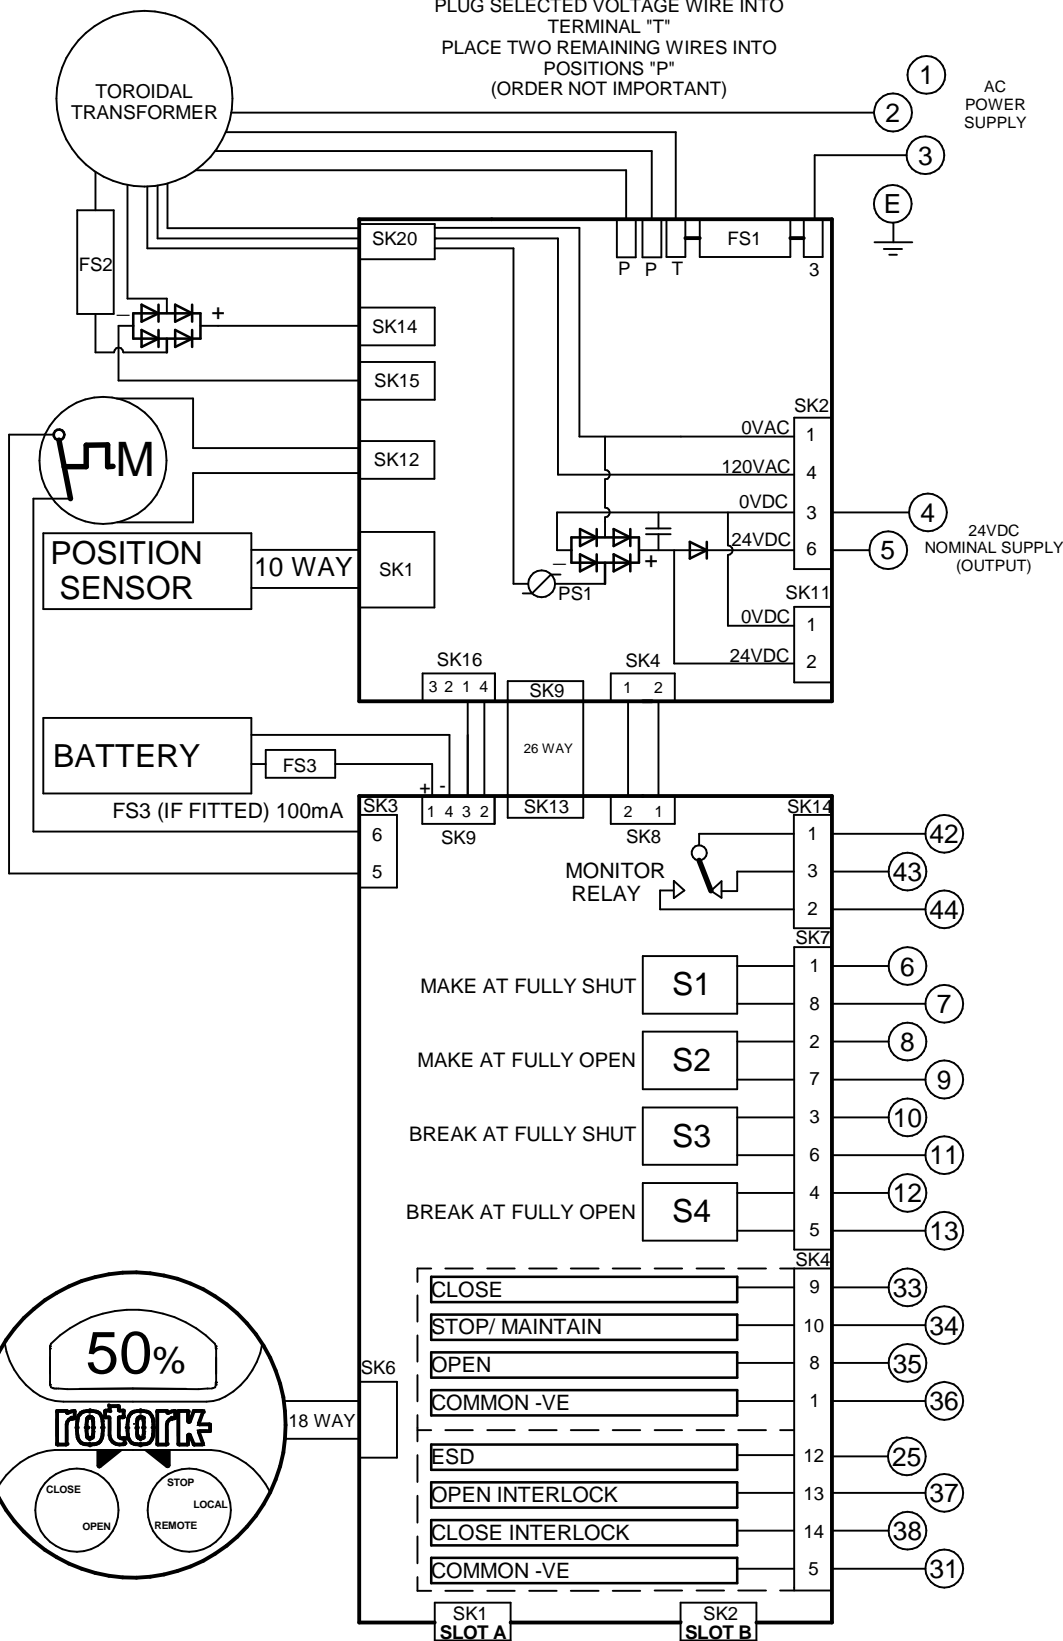 PLUG SELECTED VOLTAGE WIRE INTO
TERMINAL "T"
PLACE TWO REMAINING WIRES INTO
POSITIONS "P"
(ORDER NOT IMPORTANT)
TOROIDAL
TRANSFORMER
1
2
3
E
AC
POWER
SUPPLY
FS2
SK20
P P T
FS1
3
– +
SK14
SK15
M
SK12
SK2
0VAC 1
120VAC 4
0VDC 3
24VDC 6
4
5
24VDC
NOMINAL SUPPLY
(OUTPUT)
POSITION
SENSOR
10 WAY
SK1
– +
PS1
SK11
0VDC 1
24VDC 2
SK16
3 2 1 4
SK9
SK4
1 2
26 WAY
BATTERY
FS3
FS3 (IF FITTED) 100mA
+ -
SK3
6
5
1 4 3 2
SK9
SK13
2 1
SK8
SK14
MONITOR
RELAY
1 42
3 43
2 44
SK7
MAKE AT FULLY SHUT S1
1 6
8 7
MAKE AT FULLY OPEN S2
2 8
7 9
BREAK AT FULLY SHUT S3
3 10
6 11
BREAK AT FULLY OPEN S4
4 12
5 13
SK4
CLOSE 9 33
STOP/ MAINTAIN 10 34
OPEN 8 35
COMMON -VE 1 36
ESD 12 25
OPEN INTERLOCK 13 37
CLOSE INTERLOCK 14 38
COMMON -VE 5 31
50%
rotork
CLOSE
OPEN
STOP
LOCAL
REMOTE
18 WAY
SK6
SK1
SLOT A
SK2
SLOT B